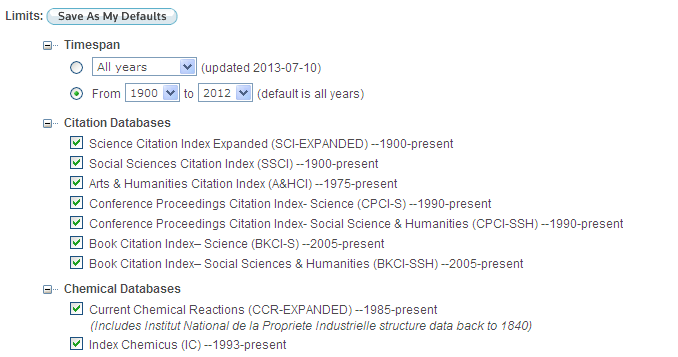 Limits: Save As My Defaults
Timespan
All years (updated 2013-07-10)
From 1900 to 2012 (default is all years)
Citation Databases
Science Citation Index Expanded (SCI-EXPANDED) --1900-present
Social Sciences Citation Index (SSCI) --1900-present
Arts & Humanities Citation Index (A&HCI) --1975-present
Conference Proceedings Citation Index- Science (CPCI-S) --1990-present
Conference Proceedings Citation Index- Social Science & Humanities (CPCI-SSH) --1990-present
Book Citation Index– Science (BKCI-S) --2005-present
Book Citation Index– Social Sciences & Humanities (BKCI-SSH) --2005-present
Chemical Databases
Current Chemical Reactions (CCR-EXPANDED) --1985-present
(Includes Institut National de la Propriete Industrielle structure data back to 1840)
Index Chemicus (IC) --1993-present